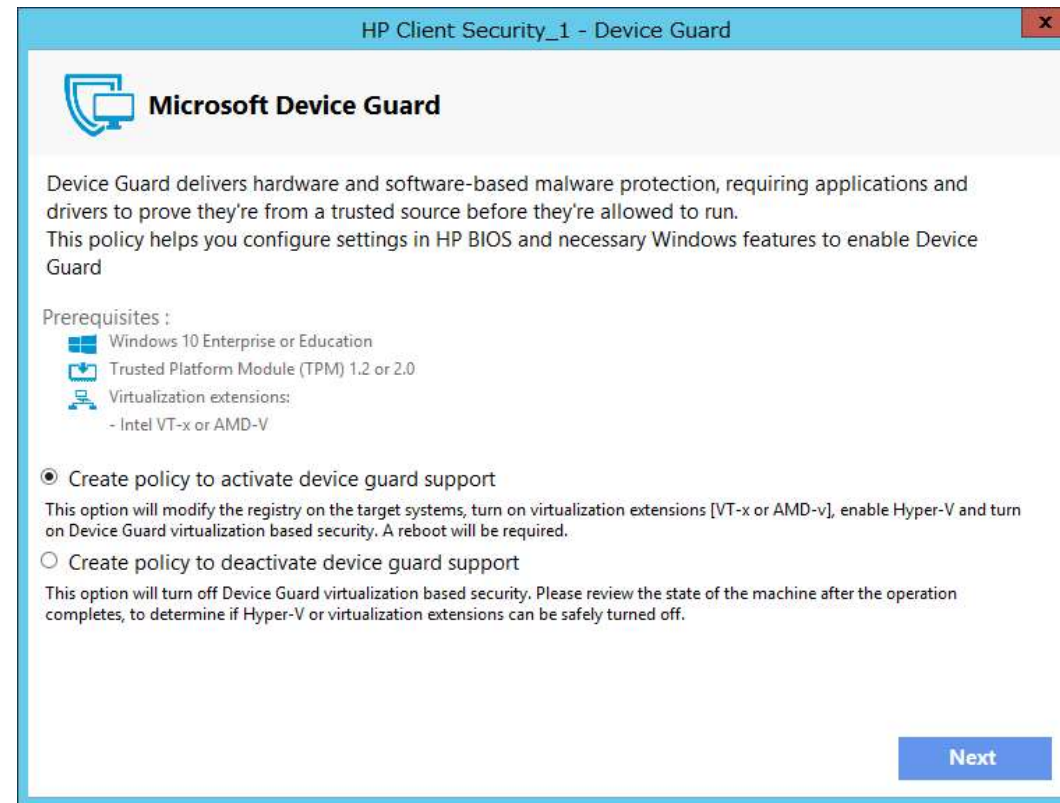 HP Client Security_1 - Device Guard
x
Microsoft Device Guard
Device Guard delivers hardware and software-based malware protection, requiring applications and
drivers to prove they're from a trusted source before they're allowed to run.
This policy helps you configure settings in HP BIOS and necessary Windows features to enable Device
Guard
Prerequisites :
Windows 10 Enterprise or Education
Trusted Platform Module (TPM) 1.2 or 2.0
Virtualization extensions:
- Intel VT-x or AMD-V
Create policy to activate device guard support
This option will modify the registry on the target systems, turn on virtualization extensions [VT-x or AMD-v], enable Hyper-V and turn
on Device Guard virtualization based security. A reboot will be required.
Create policy to deactivate device guard support
This option will turn off Device Guard virtualization based security. Please review the state of the machine after the operation
completes, to determine if Hyper-V or virtualization extensions can be safely turned off.
Next